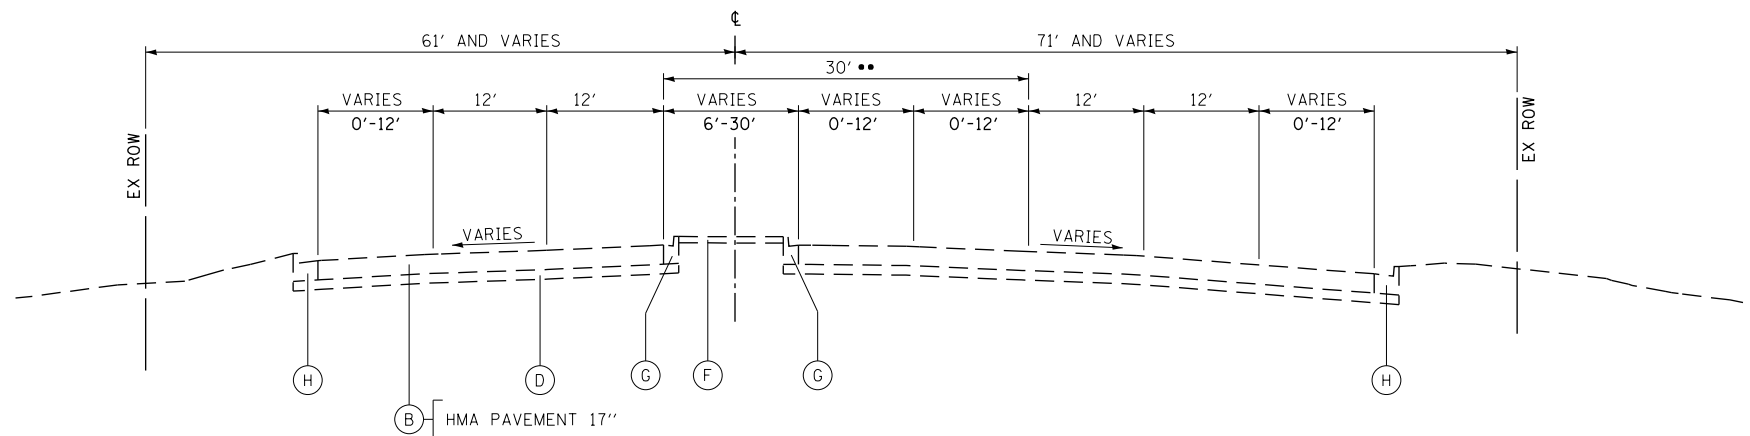 ℄
61' AND VARIES
71' AND VARIES
30' ••
VARIES
0'-12'
12'
12'
VARIES
6'-30'
VARIES
0'-12'
VARIES
0'-12'
12'
12'
VARIES
0'-12'
EX ROW
EX ROW
VARIES
VARIES
H
D
G
F
G
H
B
HMA PAVEMENT 17''